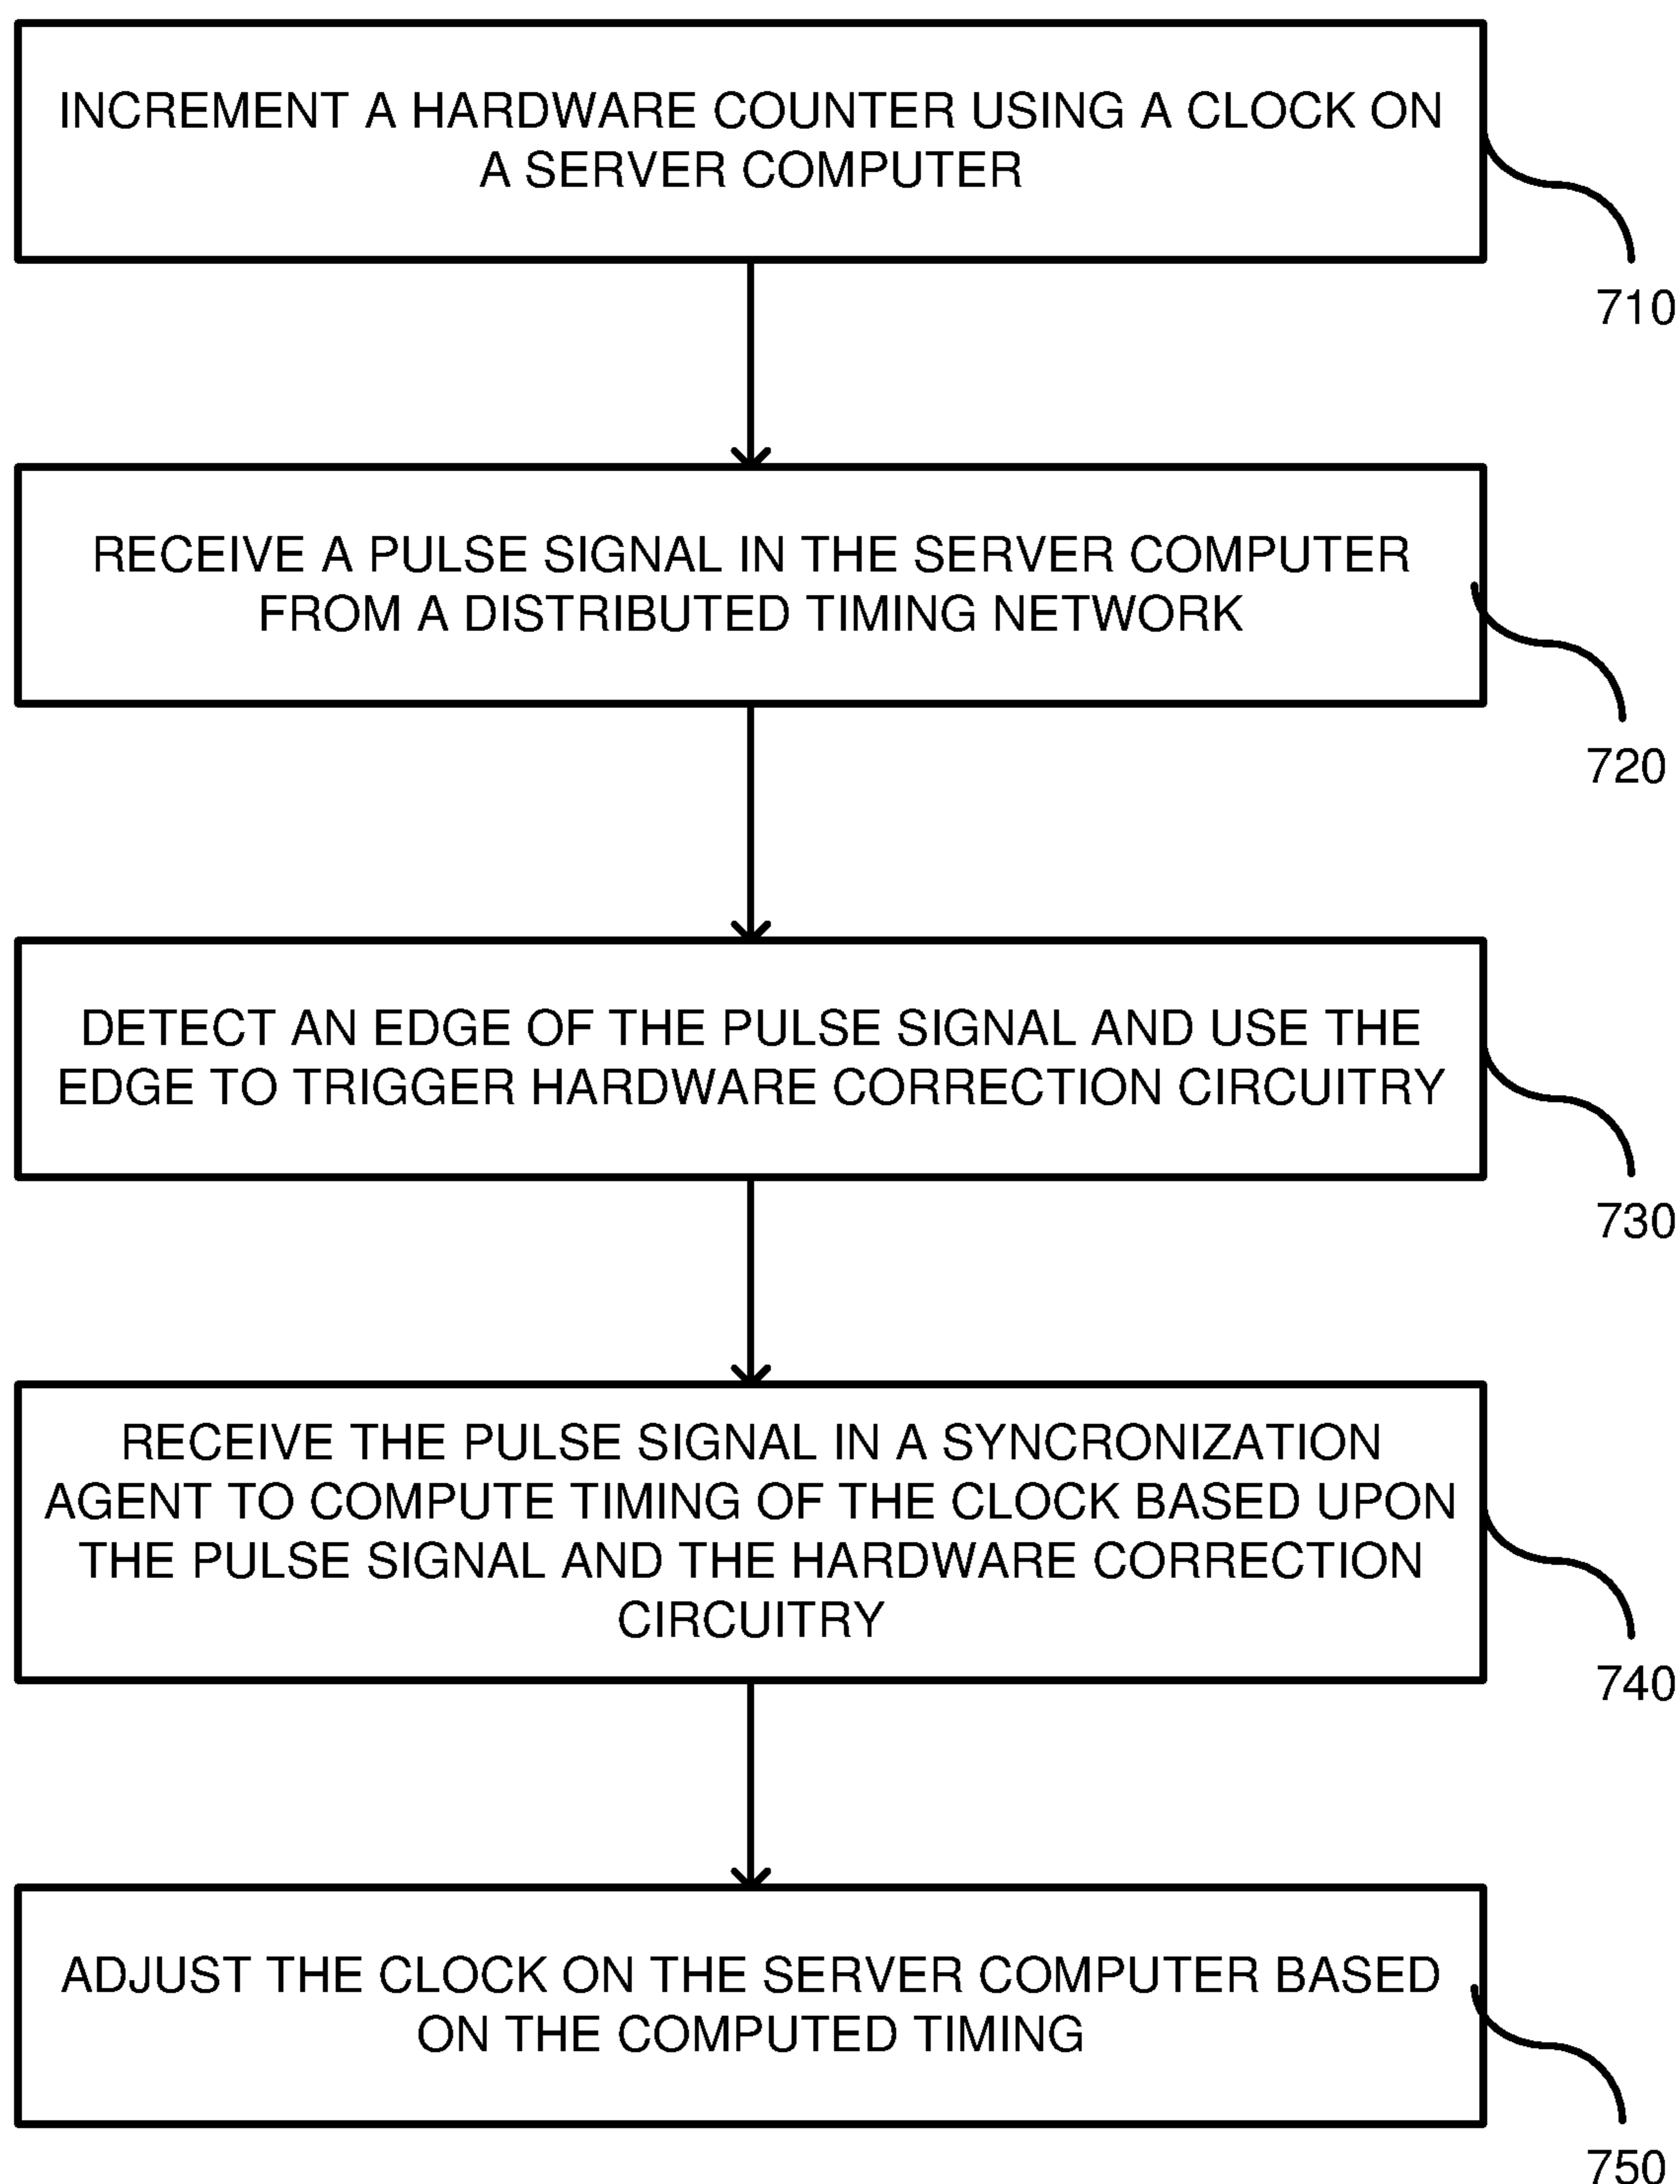 INCREMENT A HARDWARE COUNTER USING A CLOCK ON
A SERVER COMPUTER
710
RECEIVE A PULSE SIGNAL IN THE SERVER COMPUTER
FROM A DISTRIBUTED TIMING NETWORK
720
DETECT AN EDGE OF THE PULSE SIGNAL AND USE THE
EDGE TO TRIGGER HARDWARE CORRECTION CIRCUITRY
730
RECEIVE THE PULSE SIGNAL IN A SYNCRONIZATION
AGENT TO COMPUTE TIMING OF THE CLOCK BASED UPON
THE PULSE SIGNAL AND THE HARDWARE CORRECTION
CIRCUITRY
740
ADJUST THE CLOCK ON THE SERVER COMPUTER BASED
ON THE COMPUTED TIMING
750